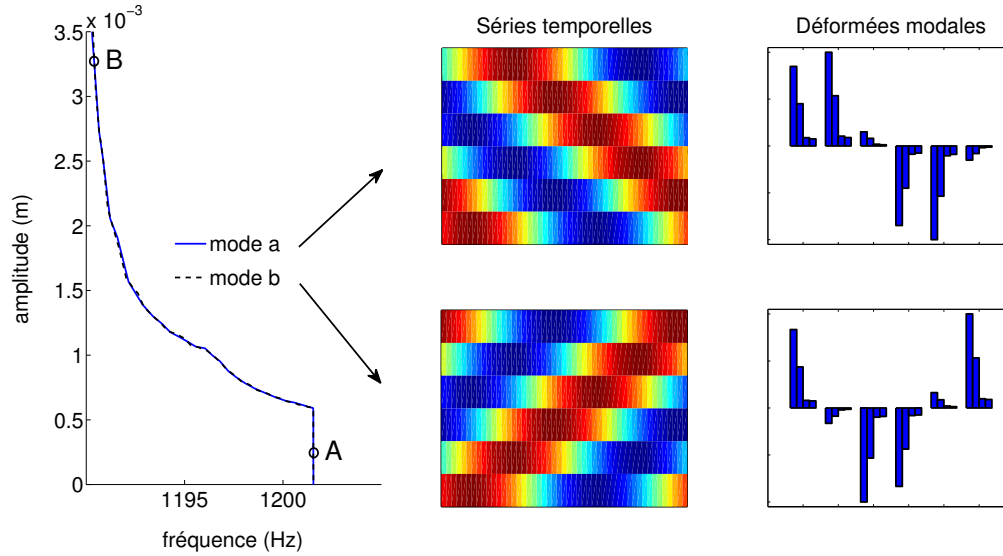 x 10⁻³
Séries temporelles
Déformées modales
3.5
B
3
2.5
2
mode a
mode b
1.5
1
0.5
A
0
1195
1200
amplitude (m)
fréquence (Hz)